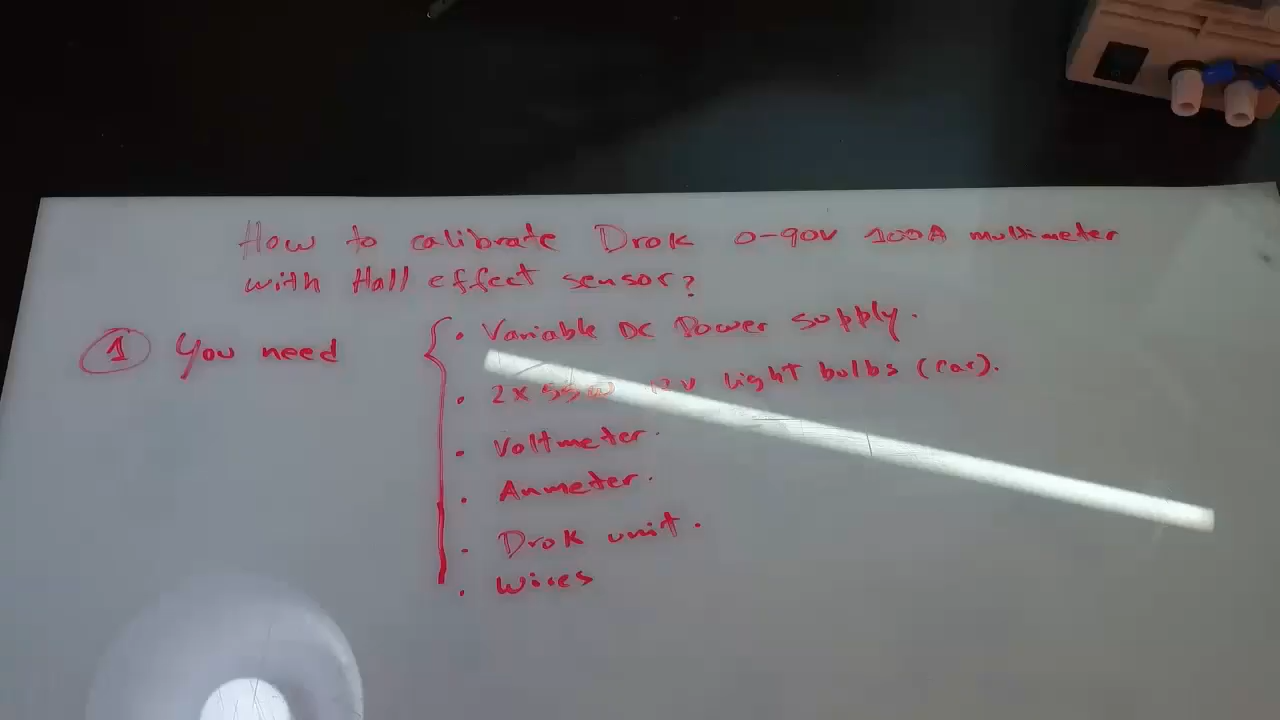 How to calibrate Drok 0-90V 100A multimeter
with Hall effect sensor?
1 You need
• Variable DC Power supply.
• 2x 55W 12V light bulbs (car).
• Voltmeter.
• Ammeter.
• Drok unit.
• Wires